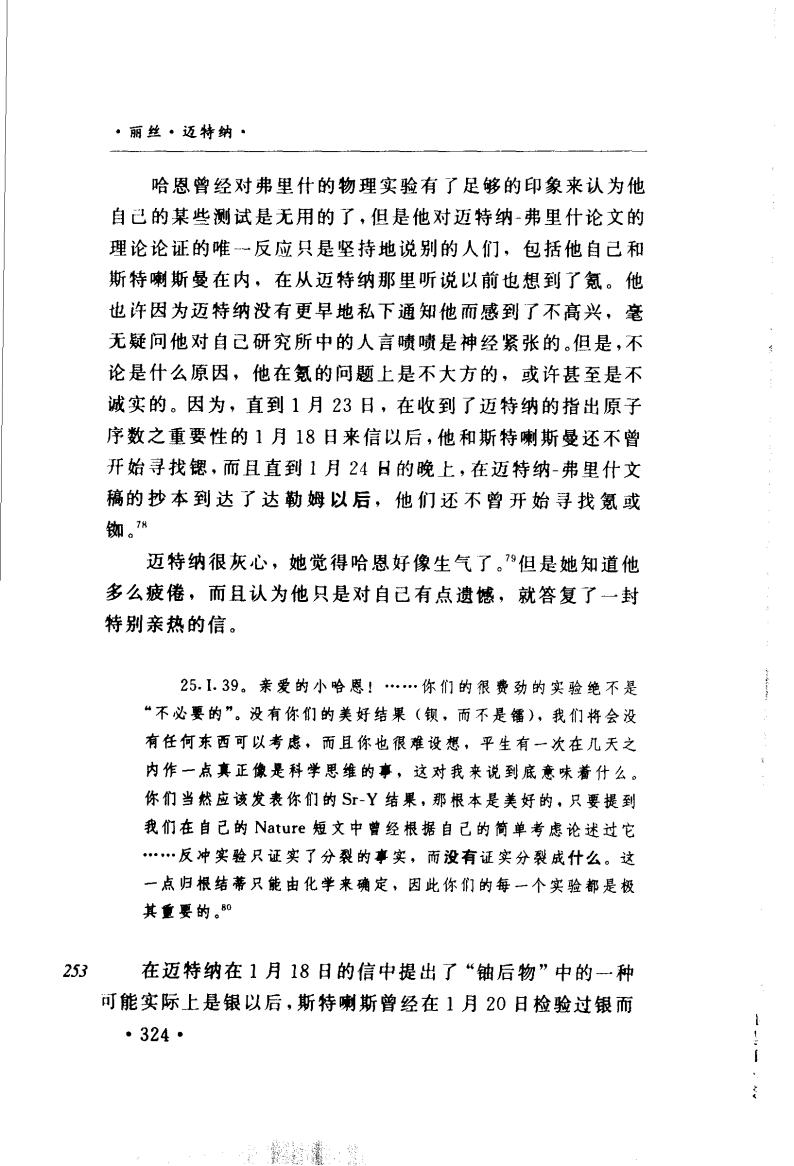 ·丽丝·迈特纳·
哈恩曾经对弗里什的物理实验有了足够的印象来认为他
自己的某些测试是无用的了，但是他对迈特纳-弗里什论文的
理论论证的唯一反应只是坚持地说别的人们，包括他自己和
斯特喇斯曼在内，在从迈特纳那里听说以前也想到了氪。他
也许因为迈特纳没有更早地私下通知他而感到了不高兴，毫
无疑问他对自己研究所中的人言啧啧是神经紧张的。但是，不
论是什么原因，他在氪的问题上是不大方的，或许甚至是不
诚实的。因为，直到1月23日，在收到了迈特纳的指出原子
序数之重要性的1月18日来信以后，他和斯特喇斯曼还不曾
开始寻找锶，而且直到1月24日的晚上，在迈特纳-弗里什文
稿的抄本到达了达勒姆以后，他们还不曾开始寻找氪或
铷。78
迈特纳很灰心，她觉得哈恩好像生气了。79但是她知道他
多么疲倦，而且认为他只是对自己有点遗憾，就答复了一封
特别亲热的信。
25.I.39。亲爱的小哈恩！……你们的很费劲的实验绝不是
“不必要的”。没有你们的美好结果（钡，而不是镭），我们将会没
有任何东西可以考虑，而且你也很难设想，平生有一次在几天之
内作一点真正像是科学思维的事，这对我来说到底意味着什么。
你们当然应该发表你们的Sr-Y结果，那根本是美好的，只要提到
我们在自己的Nature短文中曾经根据自己的简单考虑论述过它
……反冲实验只证实了分裂的事实，而没有证实分裂成什么。这
一点归根结蒂只能由化学来确定，因此你们的每一个实验都是极
其重要的。80
253 在迈特纳在1月18日的信中提出了“铀后物”中的一种
可能实际上是银以后，斯特喇斯曾经在1月20日检验过银而
·324·